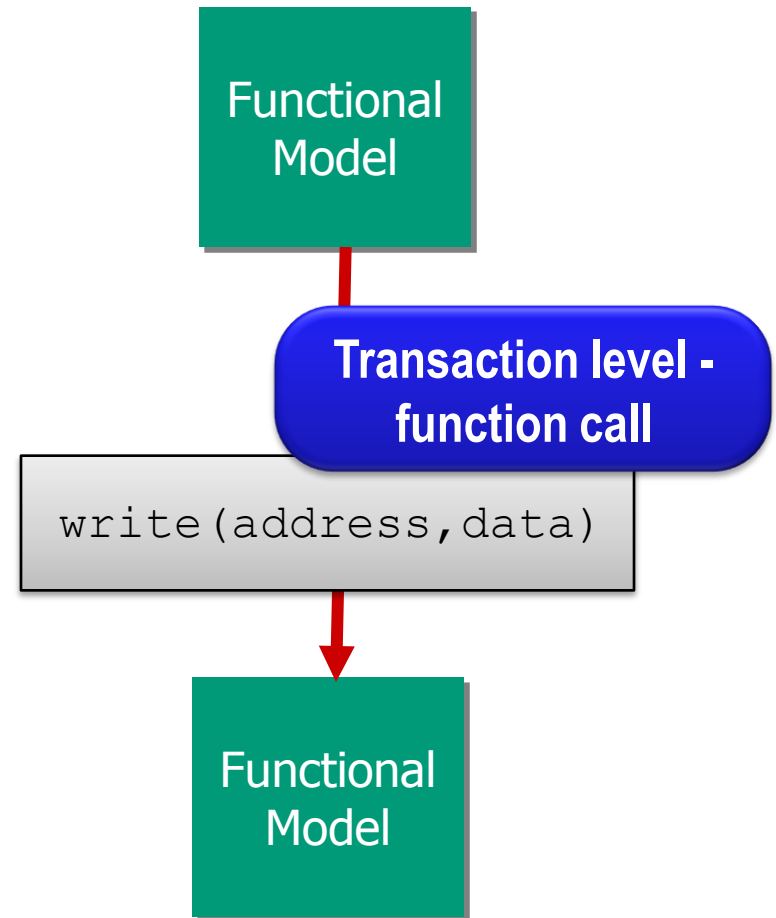 Functional
Model
Transaction level -
function call
write(address,data)
Functional
Model